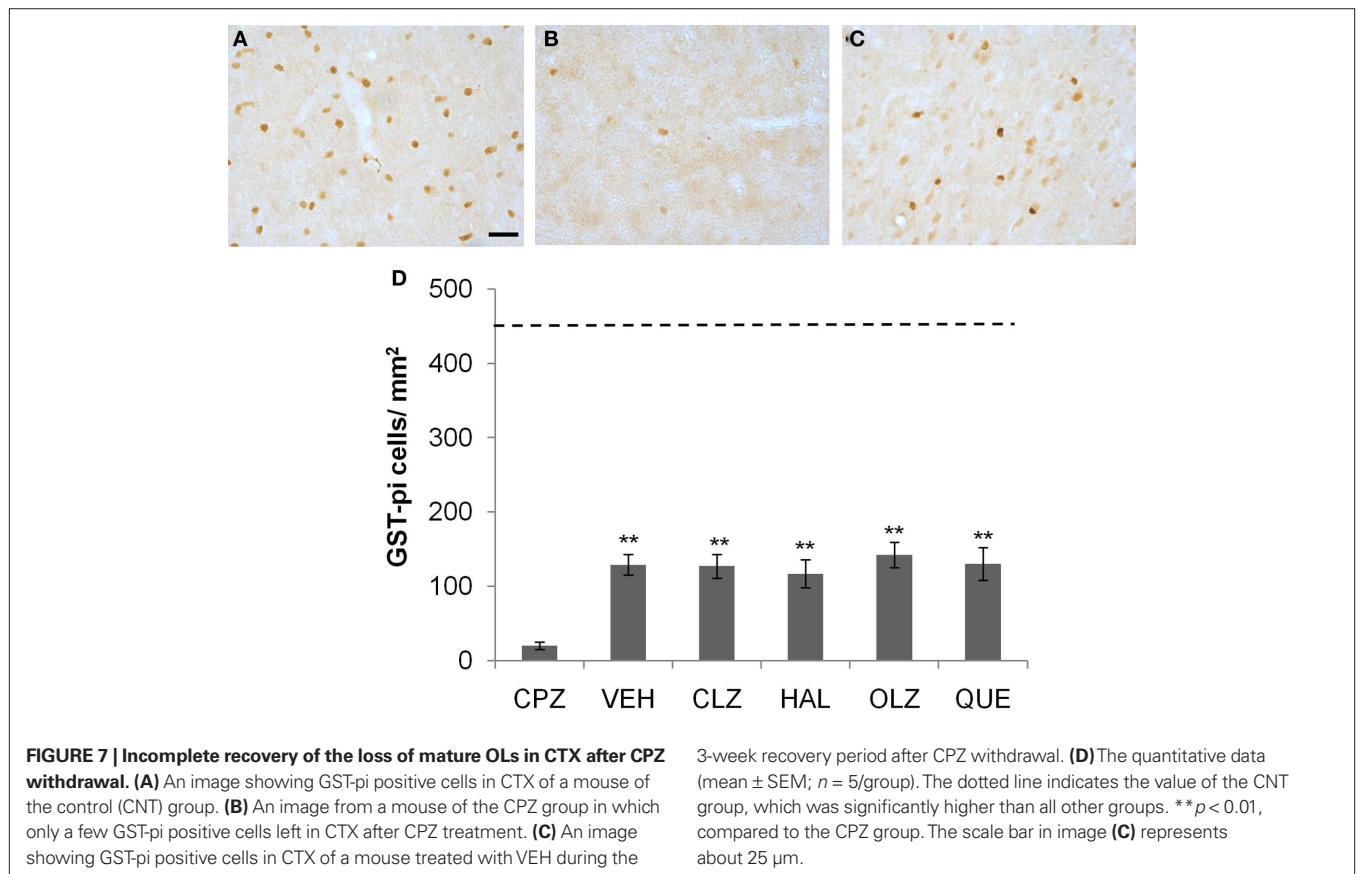 A
B
C
D
500
400
300
200
100
0
GST-pi cells/ mm²
**
**
**
**
**
CPZ VEH CLZ HAL OLZ QUE
FIGURE 7 | Incomplete recovery of the loss of mature OLs in CTX after CPZ
withdrawal. (A) An image showing GST-pi positive cells in CTX of a mouse of
the control (CNT) group. (B) An image from a mouse of the CPZ group in which
only a few GST-pi positive cells left in CTX after CPZ treatment. (C) An image
showing GST-pi positive cells in CTX of a mouse treated with VEH during the
3-week recovery period after CPZ withdrawal. (D) The quantitative data
(mean ± SEM; n = 5/group). The dotted line indicates the value of the CNT
group, which was significantly higher than all other groups. **p < 0.01,
compared to the CPZ group. The scale bar in image (C) represents
about 25 µm.